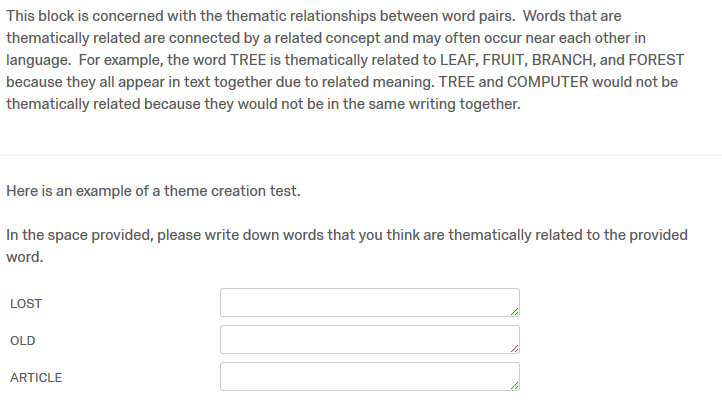 This block is concerned with the thematic relationships between word pairs.  Words that are
thematically related are connected by a related concept and may often occur near each other in
language.  For example, the word TREE is thematically related to LEAF, FRUIT, BRANCH, and FOREST
because they all appear in text together due to related meaning. TREE and COMPUTER would not be
thematically related because they would not be in the same writing together.
Here is an example of a theme creation test.
In the space provided, please write down words that you think are thematically related to the provided
word.
LOST
OLD
ARTICLE